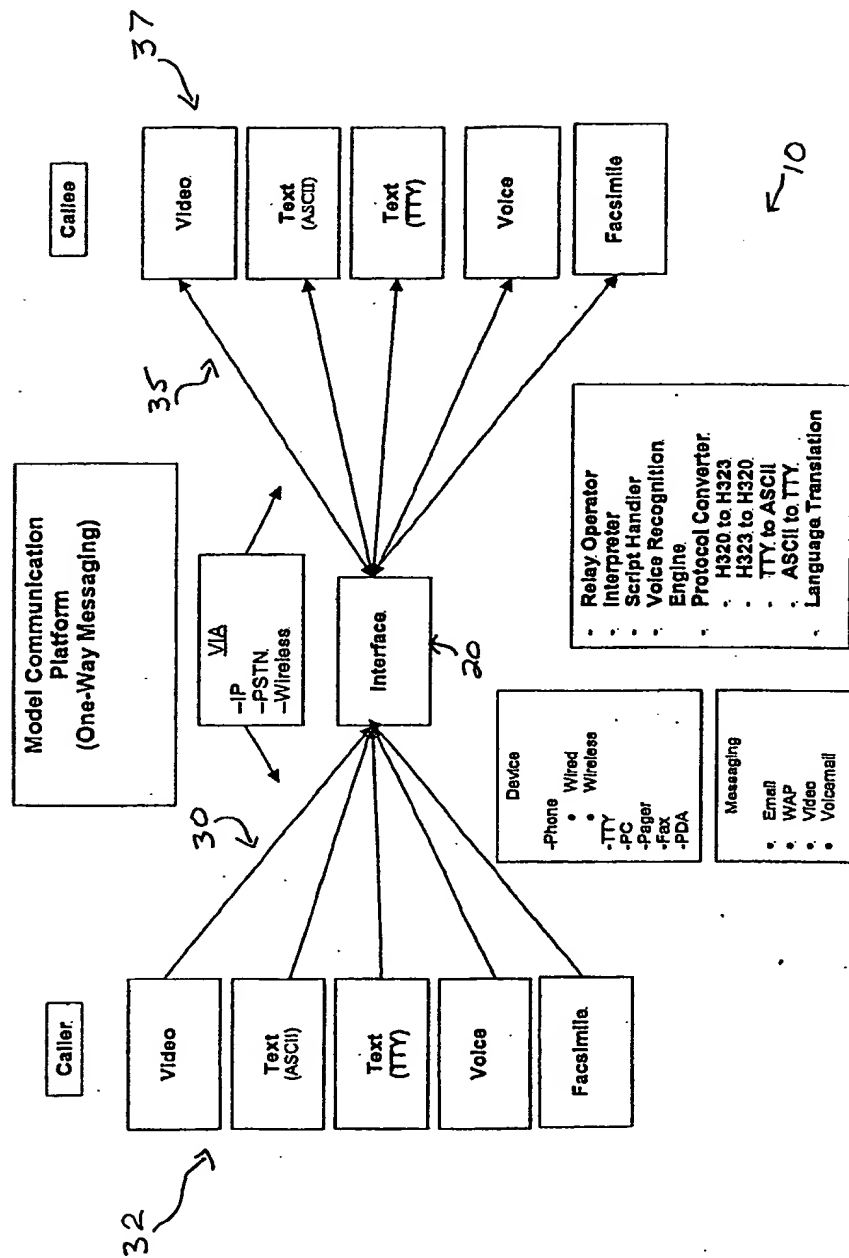 Model Communication
Platform
(One-Way Messaging)
Caller
Callee
32
37
30
35
VIA
–IP
–PSTN
–Wireless
Video
Text
(ASCII)
Text
(TTY)
Voice
Facsimile
Interface
20
Video
Text
(ASCII)
Text
(TTY)
Voice
Facsimile
Device
-Phone
• Wired
• Wireless
-TTY
-PC
-Pager
-Fax
-PDA
Messaging
• Email
• WAP
• Video
• Voicemail
• Relay Operator
• Interpreter
• Script Handler
• Voice Recognition
Engine
• Protocol Converter
• H320 to H323
• H323 to H320
• TTY to ASCII
• ASCII to TTY
• Language Translation
10